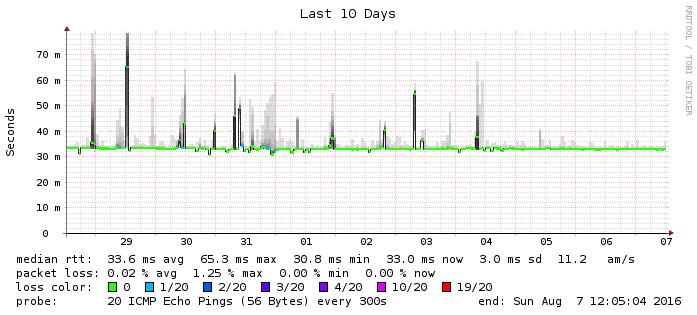 Last 10 Days
RRDTOOL / TOBI OETIKER
Seconds
70 m
60 m
50 m
40 m
30 m
20 m
10 m
0
29 30 31 01 02 03 04 05 06 07
median rtt: 33.6 ms avg 65.3 ms max 30.8 ms min 33.0 ms now 3.0 ms sd 11.2 am/s
packet loss: 0.02 % avg 1.25 % max 0.00 % min 0.00 % now
loss color: 0 1/20 2/20 3/20 4/20 10/20 19/20
probe: 20 ICMP Echo Pings (56 Bytes) every 300s end: Sun Aug 7 12:05:04 2016